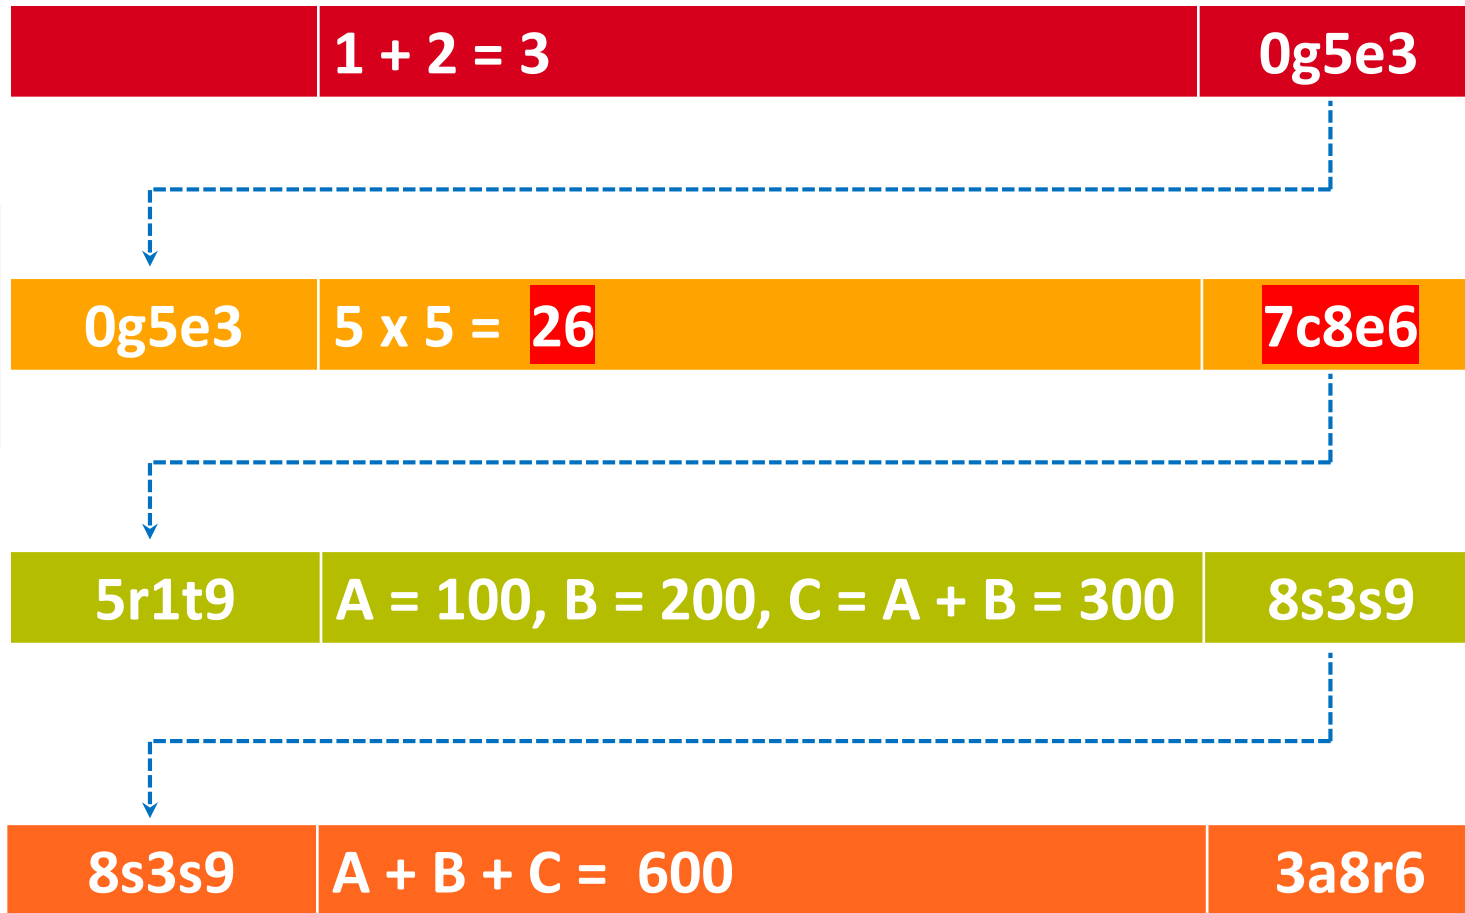 1 + 2 = 3 0g5e3
0g5e3 5 x 5 = 26 7c8e6
5r1t9 A = 100, B = 200, C = A + B = 300 8s3s9
8s3s9 A + B + C = 600 3a8r6